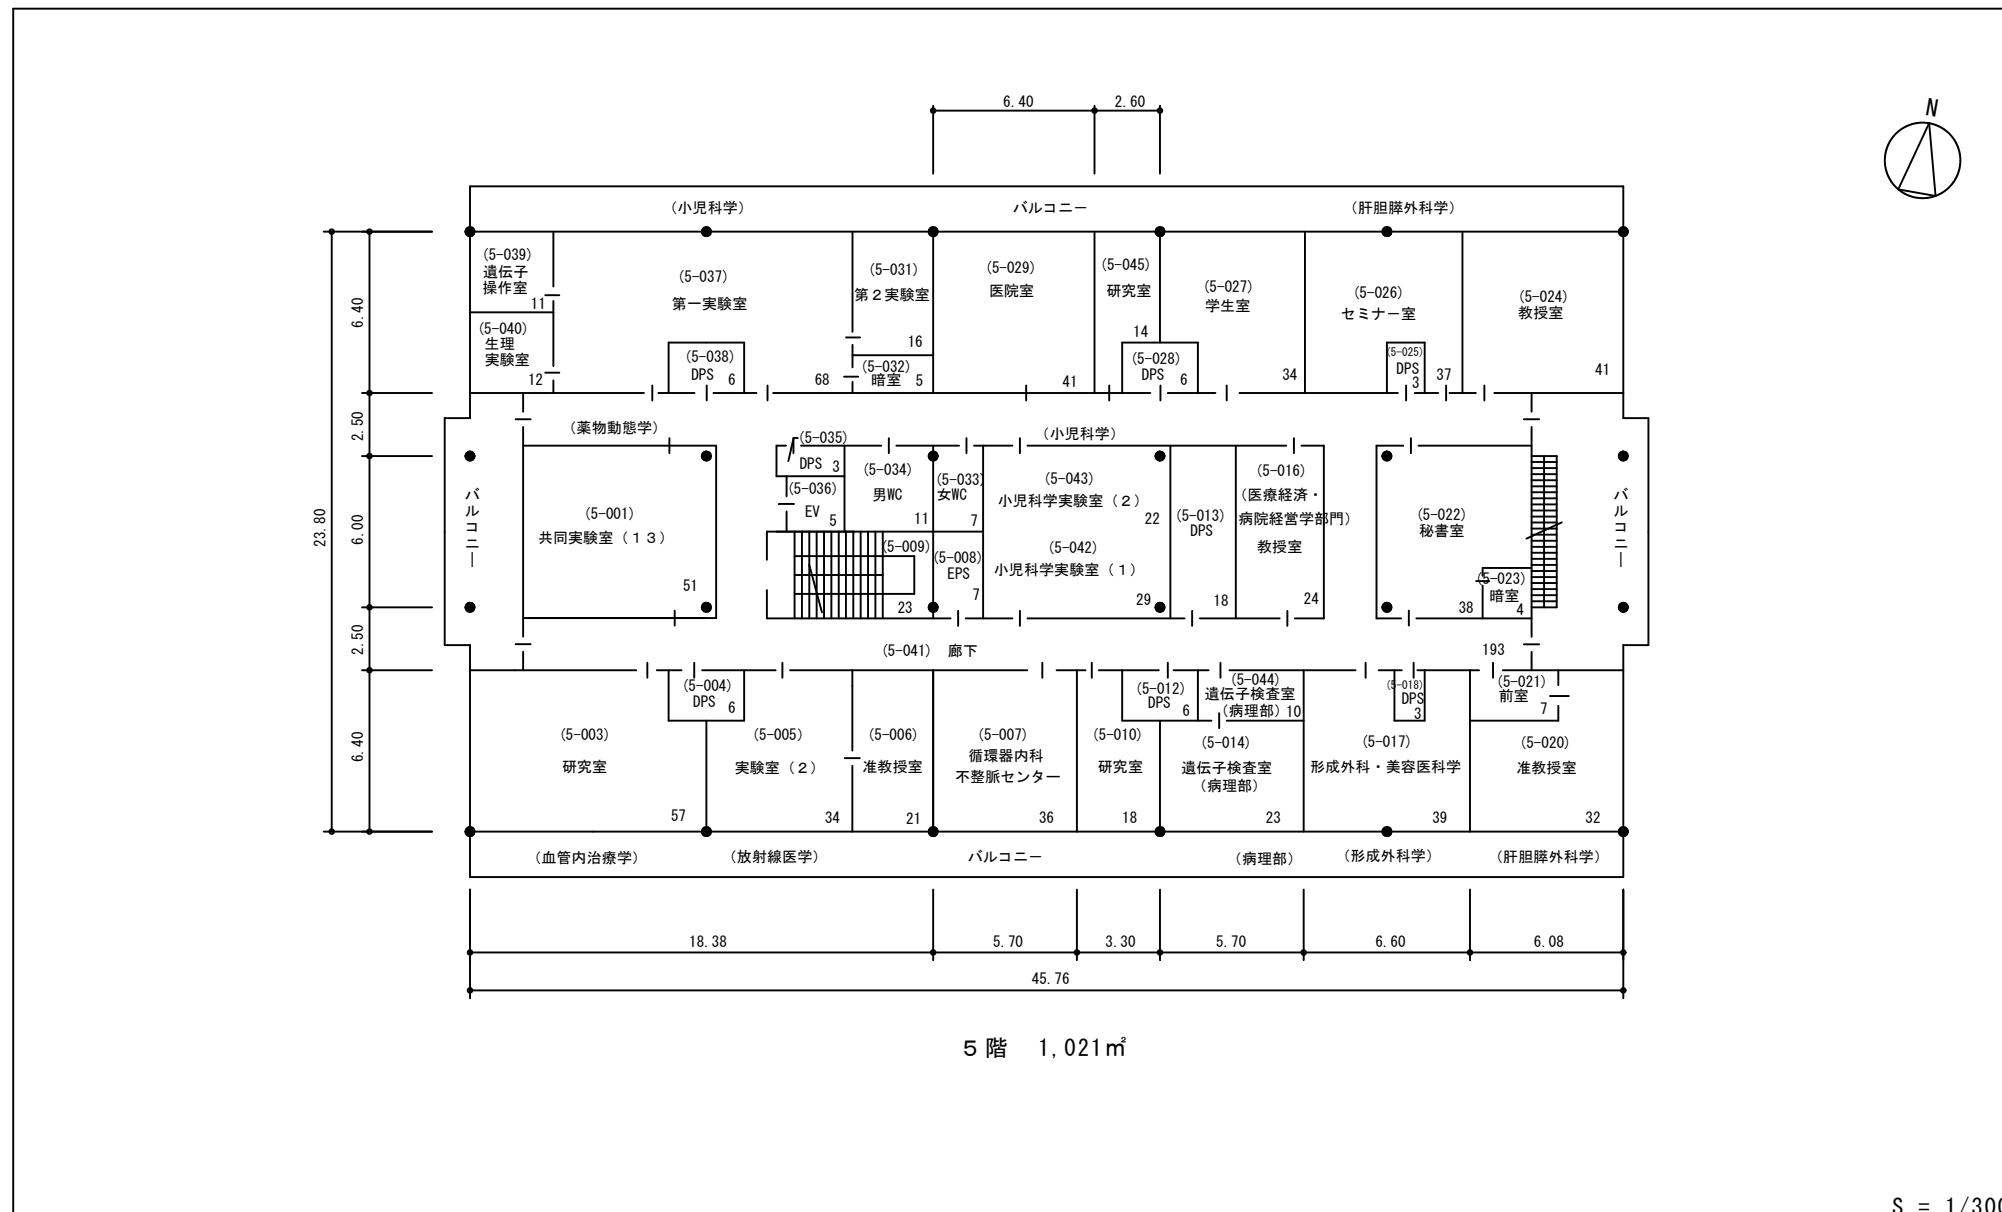 6.40
2.60
N
(小児科学)
バルコニー
(肝胆膵外科学)
(5-039)
遺伝子
操作室
11
(5-040)
生理
実験室
12
(5-037)
第一実験室
68
(5-038)
DPS
6
(5-031)
第２実験室
16
(5-032)
暗室
5
(5-029)
医院室
41
(5-045)
研究室
14
(5-028)
DPS
6
(5-027)
学生室
34
(5-026)
セミナー室
37
(5-025)
DPS
3
(5-024)
教授室
41
6.40
2.50
6.00
2.50
6.40
23.80
バルコニー
(薬物動態学)
(5-001)
共同実験室（１３）
51
(5-035)
DPS
3
(5-036)
EV
5
(5-034)
男WC
11
(5-033)
女WC
7
(5-009)
23
(5-008)
EPS
7
(小児科学)
(5-043)
小児科学実験室（２）
22
(5-042)
小児科学実験室（１）
29
(5-013)
DPS
18
(5-016)
(医療経済・
病院経営学部門)
教授室
24
(5-022)
秘書室
38
(5-023)
暗室
4
バルコニー
(5-041) 廊下
193
(5-003)
研究室
57
(5-004)
DPS
6
(5-005)
実験室（２）
34
(5-006)
准教授室
21
(5-007)
循環器内科
不整脈センター
36
(5-010)
研究室
18
(5-012)
DPS
6
(5-044)
遺伝子検査室
(病理部)
10
(5-014)
遺伝子検査室
(病理部)
23
(5-018)
DPS
3
(5-017)
形成外科・美容医科学
39
(5-021)
前室
7
(5-020)
准教授室
32
(血管内治療学)
(放射線医学)
バルコニー
(病理部)
(形成外科学)
(肝胆膵外科学)
18.38
5.70
3.30
5.70
6.60
6.08
45.76
５階 1,021㎡
S = 1/300